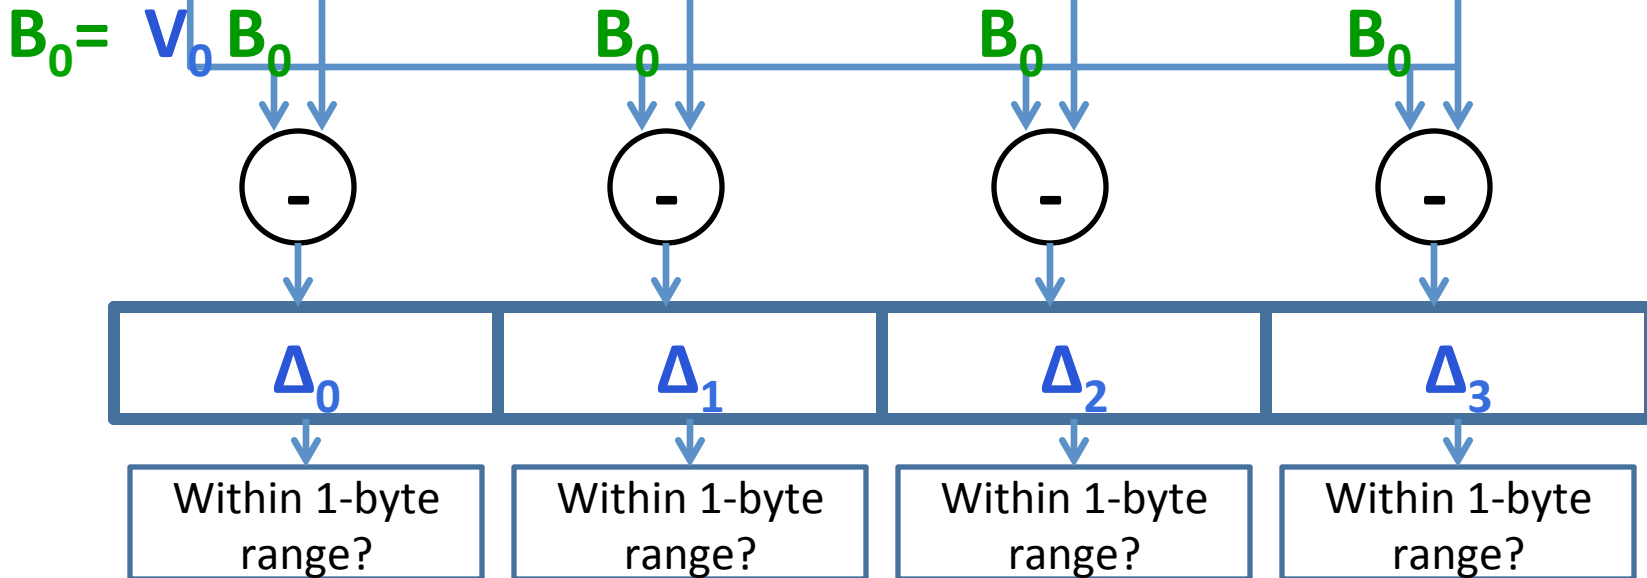 B₀= V₀ B₀ B₀ B₀ B₀
- - - -
Δ₀ Δ₁ Δ₂ Δ₃
Within 1-byte range?
Within 1-byte range?
Within 1-byte range?
Within 1-byte range?